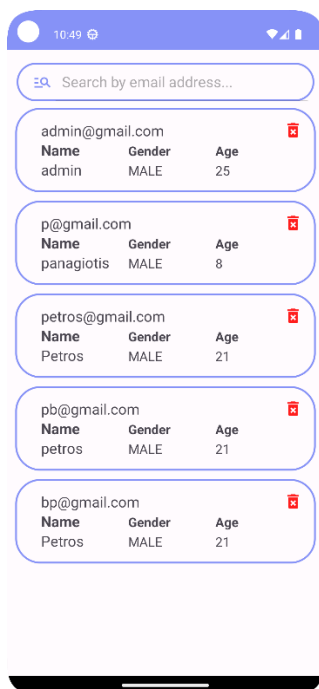 10:49
Search by email address...
admin@gmail.com
Name Gender Age
admin MALE 25
p@gmail.com
Name Gender Age
panagiotis MALE 8
petros@gmail.com
Name Gender Age
Petros MALE 21
pb@gmail.com
Name Gender Age
petros MALE 21
bp@gmail.com
Name Gender Age
Petros MALE 21